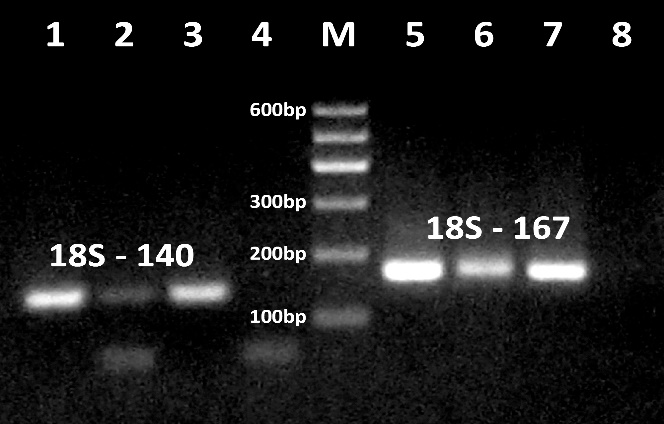 1 2 3 4 M 5 6 7 8
600bp
300bp
18S - 167
200bp
18S - 140
100bp